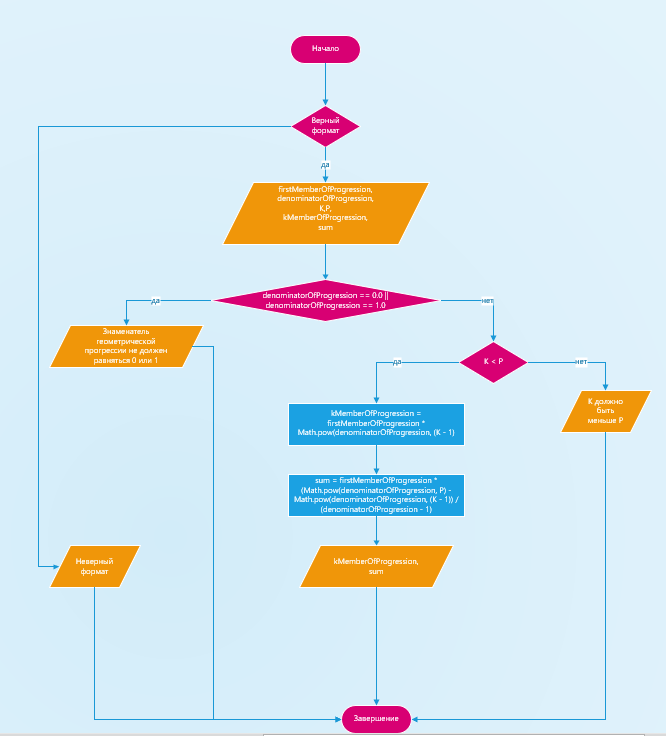 Начало
Верный
формат
да
firstMemberOfProgression,
denominatorOfProgression,
K,P,
kMemberOfProgression,
sum
denominatorOfProgression == 0.0 ||
denominatorOfProgression == 1.0
да
нет
Знаменатель
геометрической
прогрессии не должен
равняться 0 или 1
K < P
да
нет
К должно
быть
меньше P
kMemberOfProgression =
firstMemberOfProgression *
Math.pow(denominatorOfProgression, (K - 1)
sum = firstMemberOfProgression *
(Math.pow(denominatorOfProgression, P) -
Math.pow(denominatorOfProgression, (K - 1)) /
(denominatorOfProgression - 1)
Неверный
формат
kMemberOfProgression,
sum
Завершение